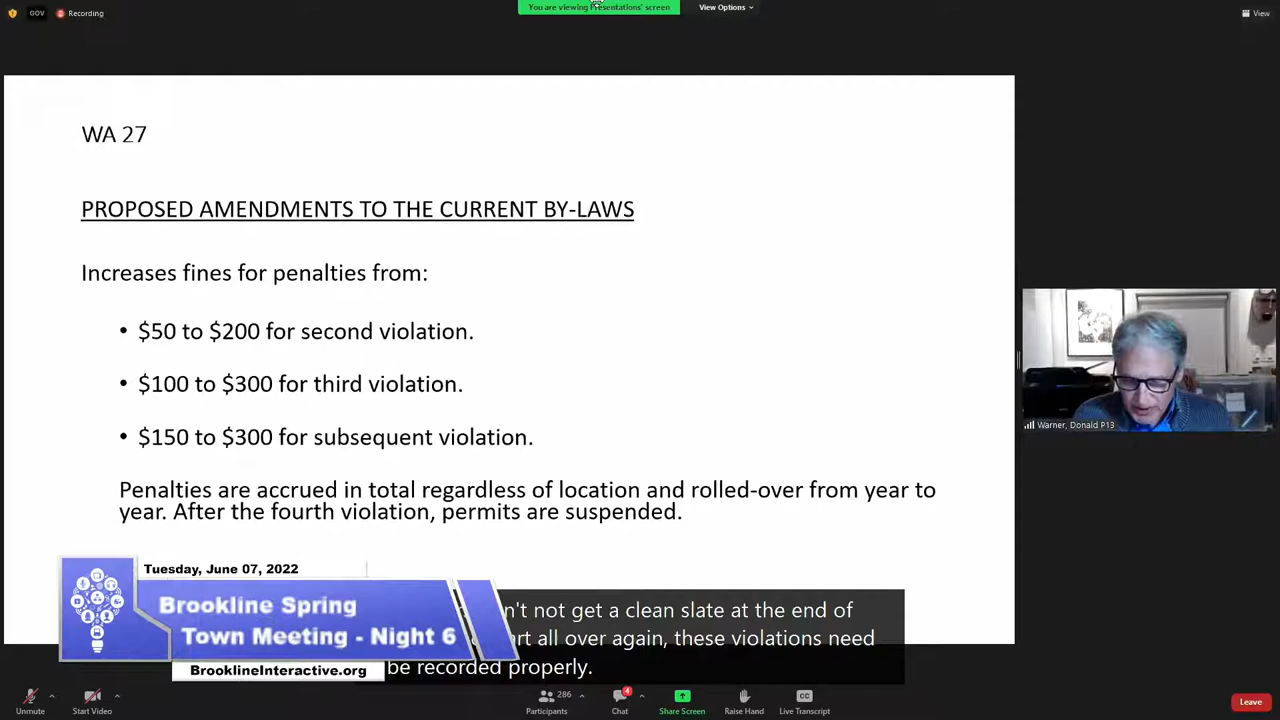 GOV
Recording
You are viewing Presentations' screen
View Options
View
WA 27
PROPOSED AMENDMENTS TO THE CURRENT BY-LAWS
Increases fines for penalties from:
• $50 to $200 for second violation.
• $100 to $300 for third violation.
• $150 to $300 for subsequent violation.
Penalties are accrued in total regardless of location and rolled-over from year to
year. After the fourth violation, permits are suspended.
Warner, Donald P13
Tuesday, June 07, 2022
Brookline Spring
Town Meeting - Night 6
BrooklineInteractive.org
not get a clean slate at the end of
all over again, these violations need
be recorded properly.
Unmute
Start Video
286
Participants
4
Chat
Share Screen
Raise Hand
CC
Live Transcript
Leave